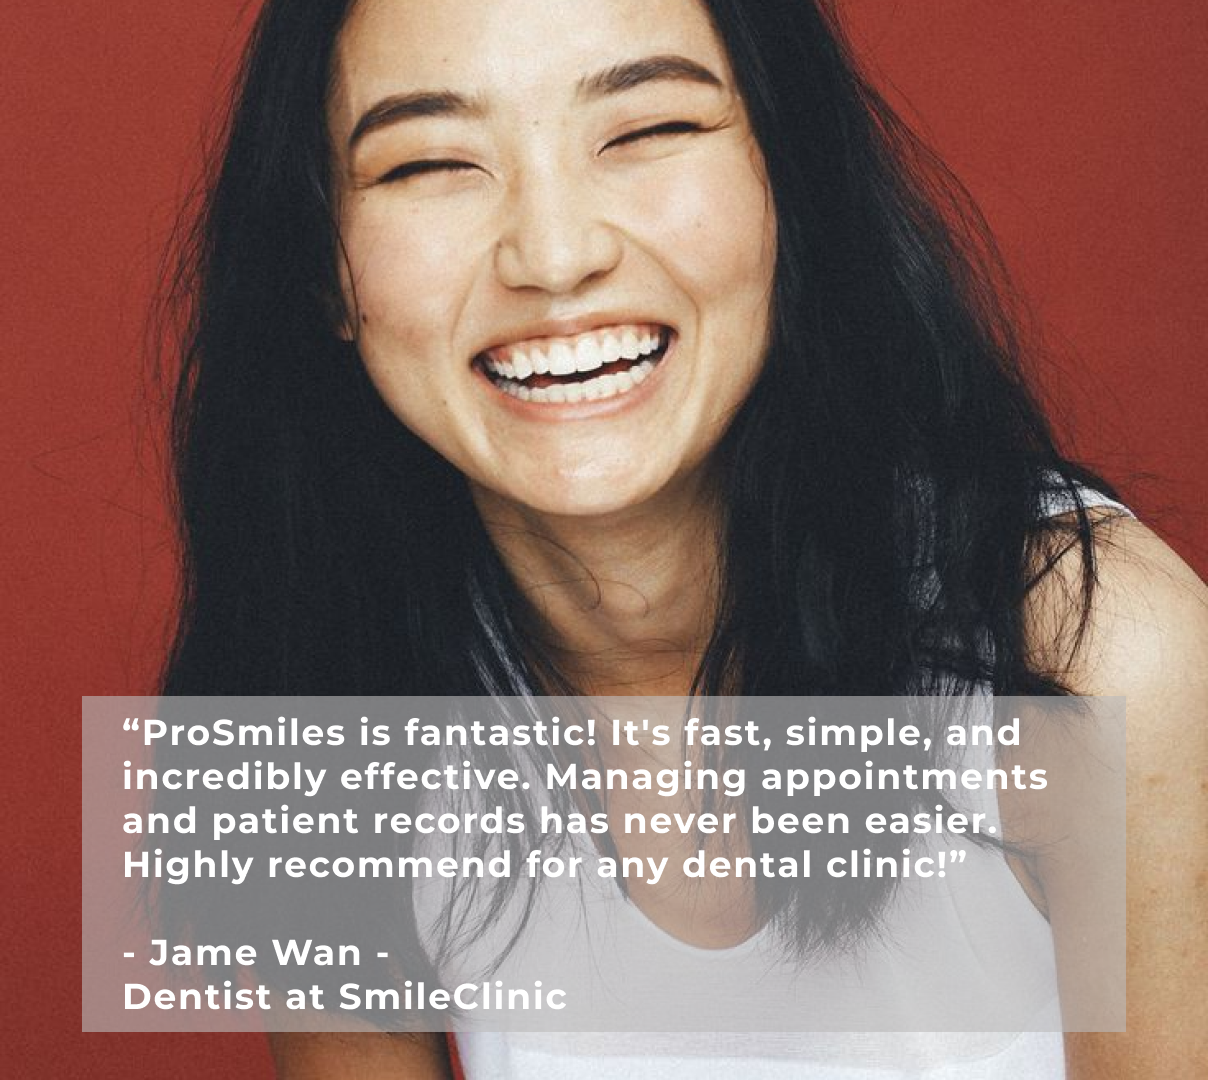 “ProSmiles is fantastic! It's fast, simple, and
incredibly effective. Managing appointments
and patient records has never been easier.
Highly recommend for any dental clinic!”
- Jame Wan -
Dentist at SmileClinic